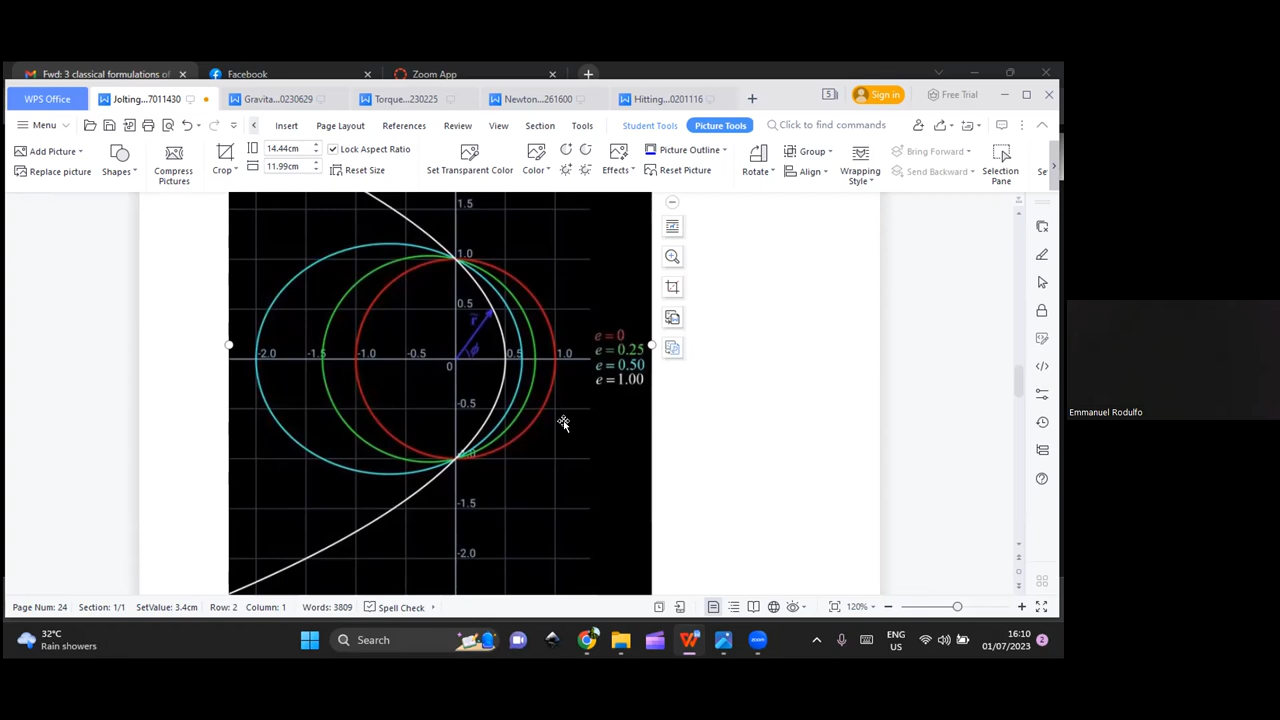 Fwd: 3 classical formulations of
Facebook
Zoom App
WPS Office
Jolting...7011430
Gravita...0230629
Torque...230225
Newton...261600
Hitting...0201116
Sign in
Free Trial
Menu
Insert
Page Layout
References
Review
View
Section
Tools
Student Tools
Picture Tools
Click to find commands
Add Picture
Replace picture
Shapes
Compress Pictures
Crop
14.44cm
11.99cm
Lock Aspect Ratio
Reset Size
Set Transparent Color
Color
Effects
Picture Outline
Reset Picture
Rotate
Group
Align
Wrapping Style
Bring Forward
Send Backward
Selection Pane
Se
1.5
1.0
0.5
r
ϕ
-2.0 -1.5 -1.0 -0.5 0.5 1.0
0
-0.5
-1.5
-2.0
e = 0
e = 0.25
e = 0.50
e = 1.00
Emmanuel Rodulfo
Page Num: 24 Section: 1/1 SetValue: 3.4cm Row: 2 Column: 1 Words: 3809 Spell Check 120%
32°C
Rain showers
Search
ENG
US
16:10
01/07/2023
2